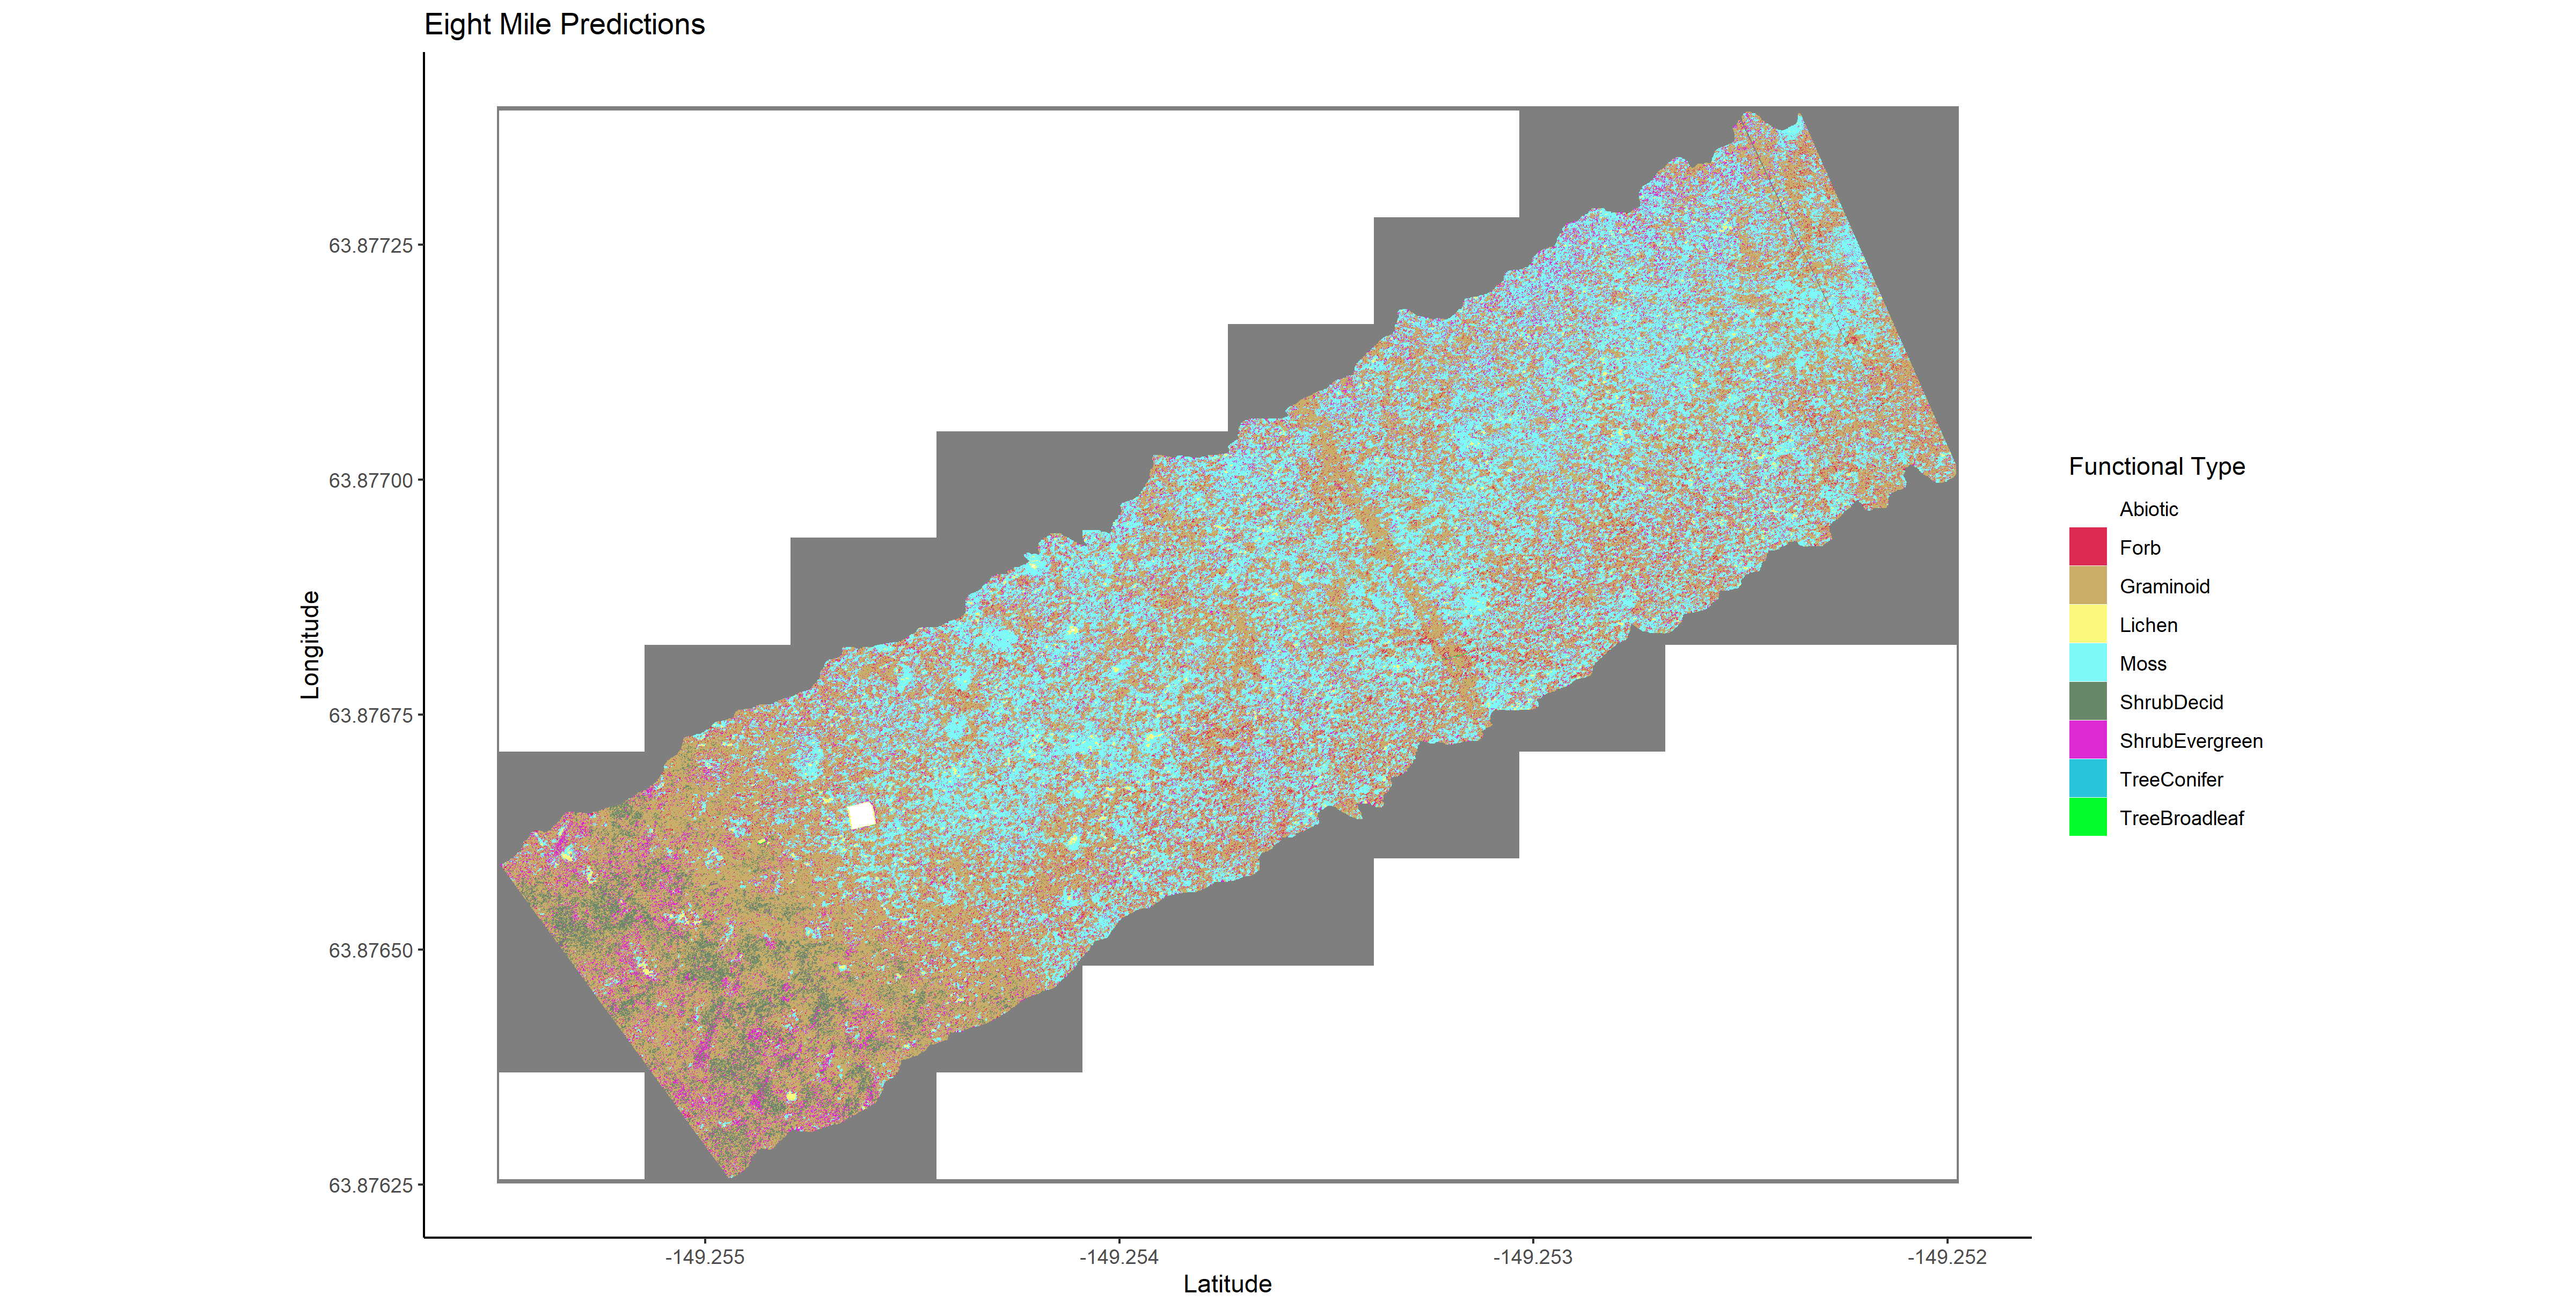 Eight Mile Predictions
Longitude
63.87725
63.87700
63.87675
63.87650
63.87625
-149.255
-149.254
-149.253
-149.252
Latitude
Functional Type
Abiotic
Forb
Graminoid
Lichen
Moss
ShrubDecid
ShrubEvergreen
TreeConifer
TreeBroadleaf